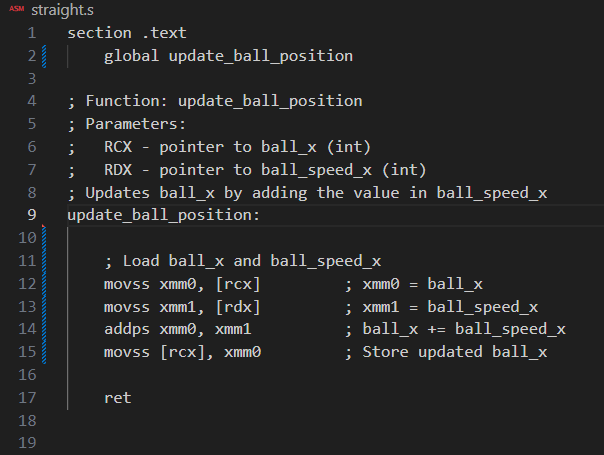 ASM straight.s
1 section .text
2 global update_ball_position
3
4 ; Function: update_ball_position
5 ; Parameters:
6 ; RCX - pointer to ball_x (int)
7 ; RDX - pointer to ball_speed_x (int)
8 ; Updates ball_x by adding the value in ball_speed_x
9 update_ball_position:
10
11 ; Load ball_x and ball_speed_x
12 movss xmm0, [rcx] ; xmm0 = ball_x
13 movss xmm1, [rdx] ; xmm1 = ball_speed_x
14 addps xmm0, xmm1 ; ball_x += ball_speed_x
15 movss [rcx], xmm0 ; Store updated ball_x
16
17 ret
18
19